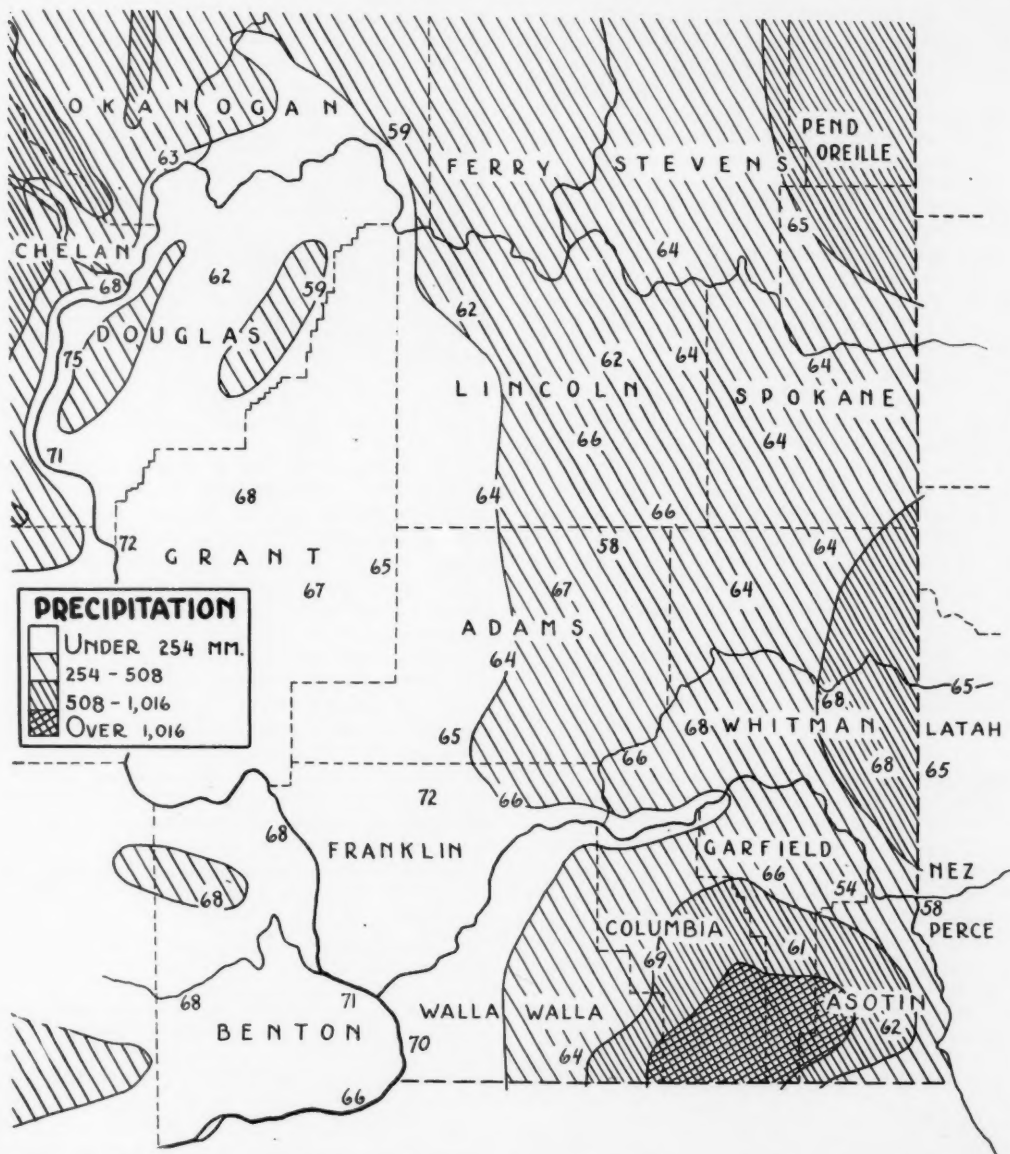 OKANOGAN
59
PEND
OREILLE
63
FERRY
STEVENS
65
CHELAN
64
68
62
59
62
DOUGLAS
75
62
64
64
LINCOLN
SPOKANE
66
64
71
68
64
66
72
58
64
GRANT
65
67
67
64
ADAMS
PRECIPITATION
UNDER 254 MM.
254 - 508
508 - 1,016
OVER 1,016
64
65
68
65
68 WHITMAN
LATAH
66
68
65
72
66
68
FRANKLIN
GARFIELD
NEZ
66
54
68
58
COLUMBIA
PERCE
61
69
68
71
WALLA WALLA
ASOTIN
BENTON
62
70
64
66